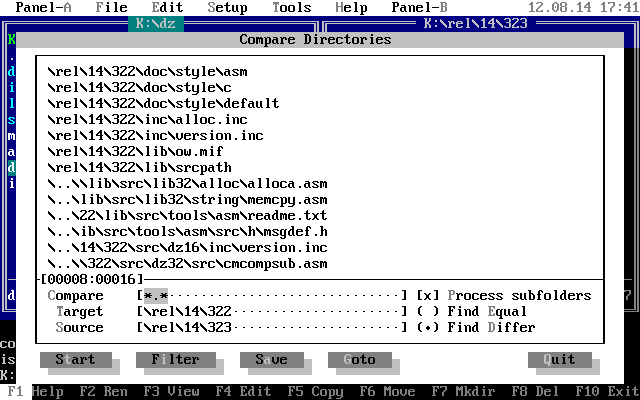 Panel-A File Edit Setup Tools Help Panel-B 12.08.14 17:41
K:\dz K:\rel\14\323
Compare Directories
\rel\14\322\doc\style\asm
\rel\14\322\doc\style\c
\rel\14\322\doc\style\default
\rel\14\322\inc\alloc.inc
\rel\14\322\inc\version.inc
\rel\14\322\lib\ow.mif
\rel\14\322\lib\srcpath
\..\\lib\src\lib32\alloc\alloca.asm
\..\lib\src\lib32\string\memcpy.asm
\..\22\lib\src\tools\asm\readme.txt
\..\ib\src\tools\asm\src\h\msgdef.h
\..\14\322\src\dz16\inc\version.inc
\..\\322\src\dz32\src\cmcompsub.asm
[00008:00016]
Compare [*.*] [x] Process subfolders
Target [\rel\14\322] ( ) Find Equal
Source [\rel\14\323] (•) Find Differ
Start Filter Save Goto Quit
co
is
K:
F1 Help F2 Ren F3 View F4 Edit F5 Copy F6 Move F7 Mkdir F8 Del F10 Exit